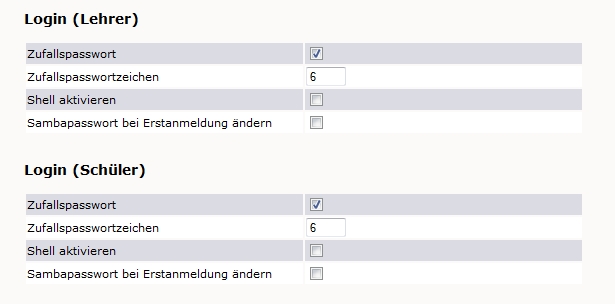 Login (Lehrer)
Zufallspasswort
Zufallspasswortzeichen 6
Shell aktivieren
Sambapasswort bei Erstanmeldung ändern
Login (Schüler)
Zufallspasswort
Zufallspasswortzeichen 6
Shell aktivieren
Sambapasswort bei Erstanmeldung ändern